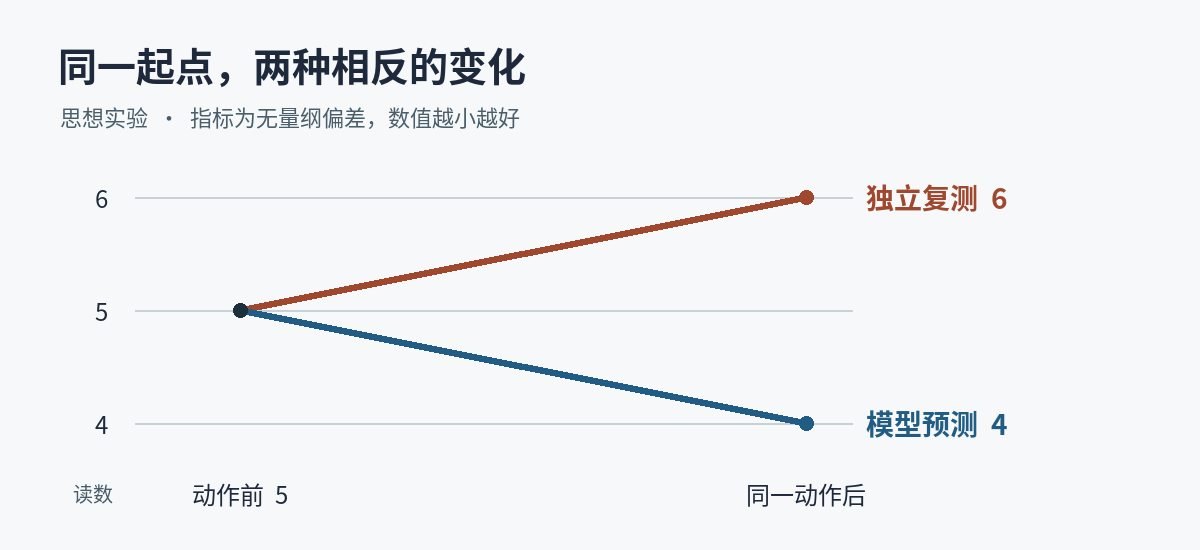 同一起点，两种相反的变化
思想实验 · 指标为无量纲偏差，数值越小越好
6
独立复测 6
5
4
模型预测 4
读数
动作前 5
同一动作后